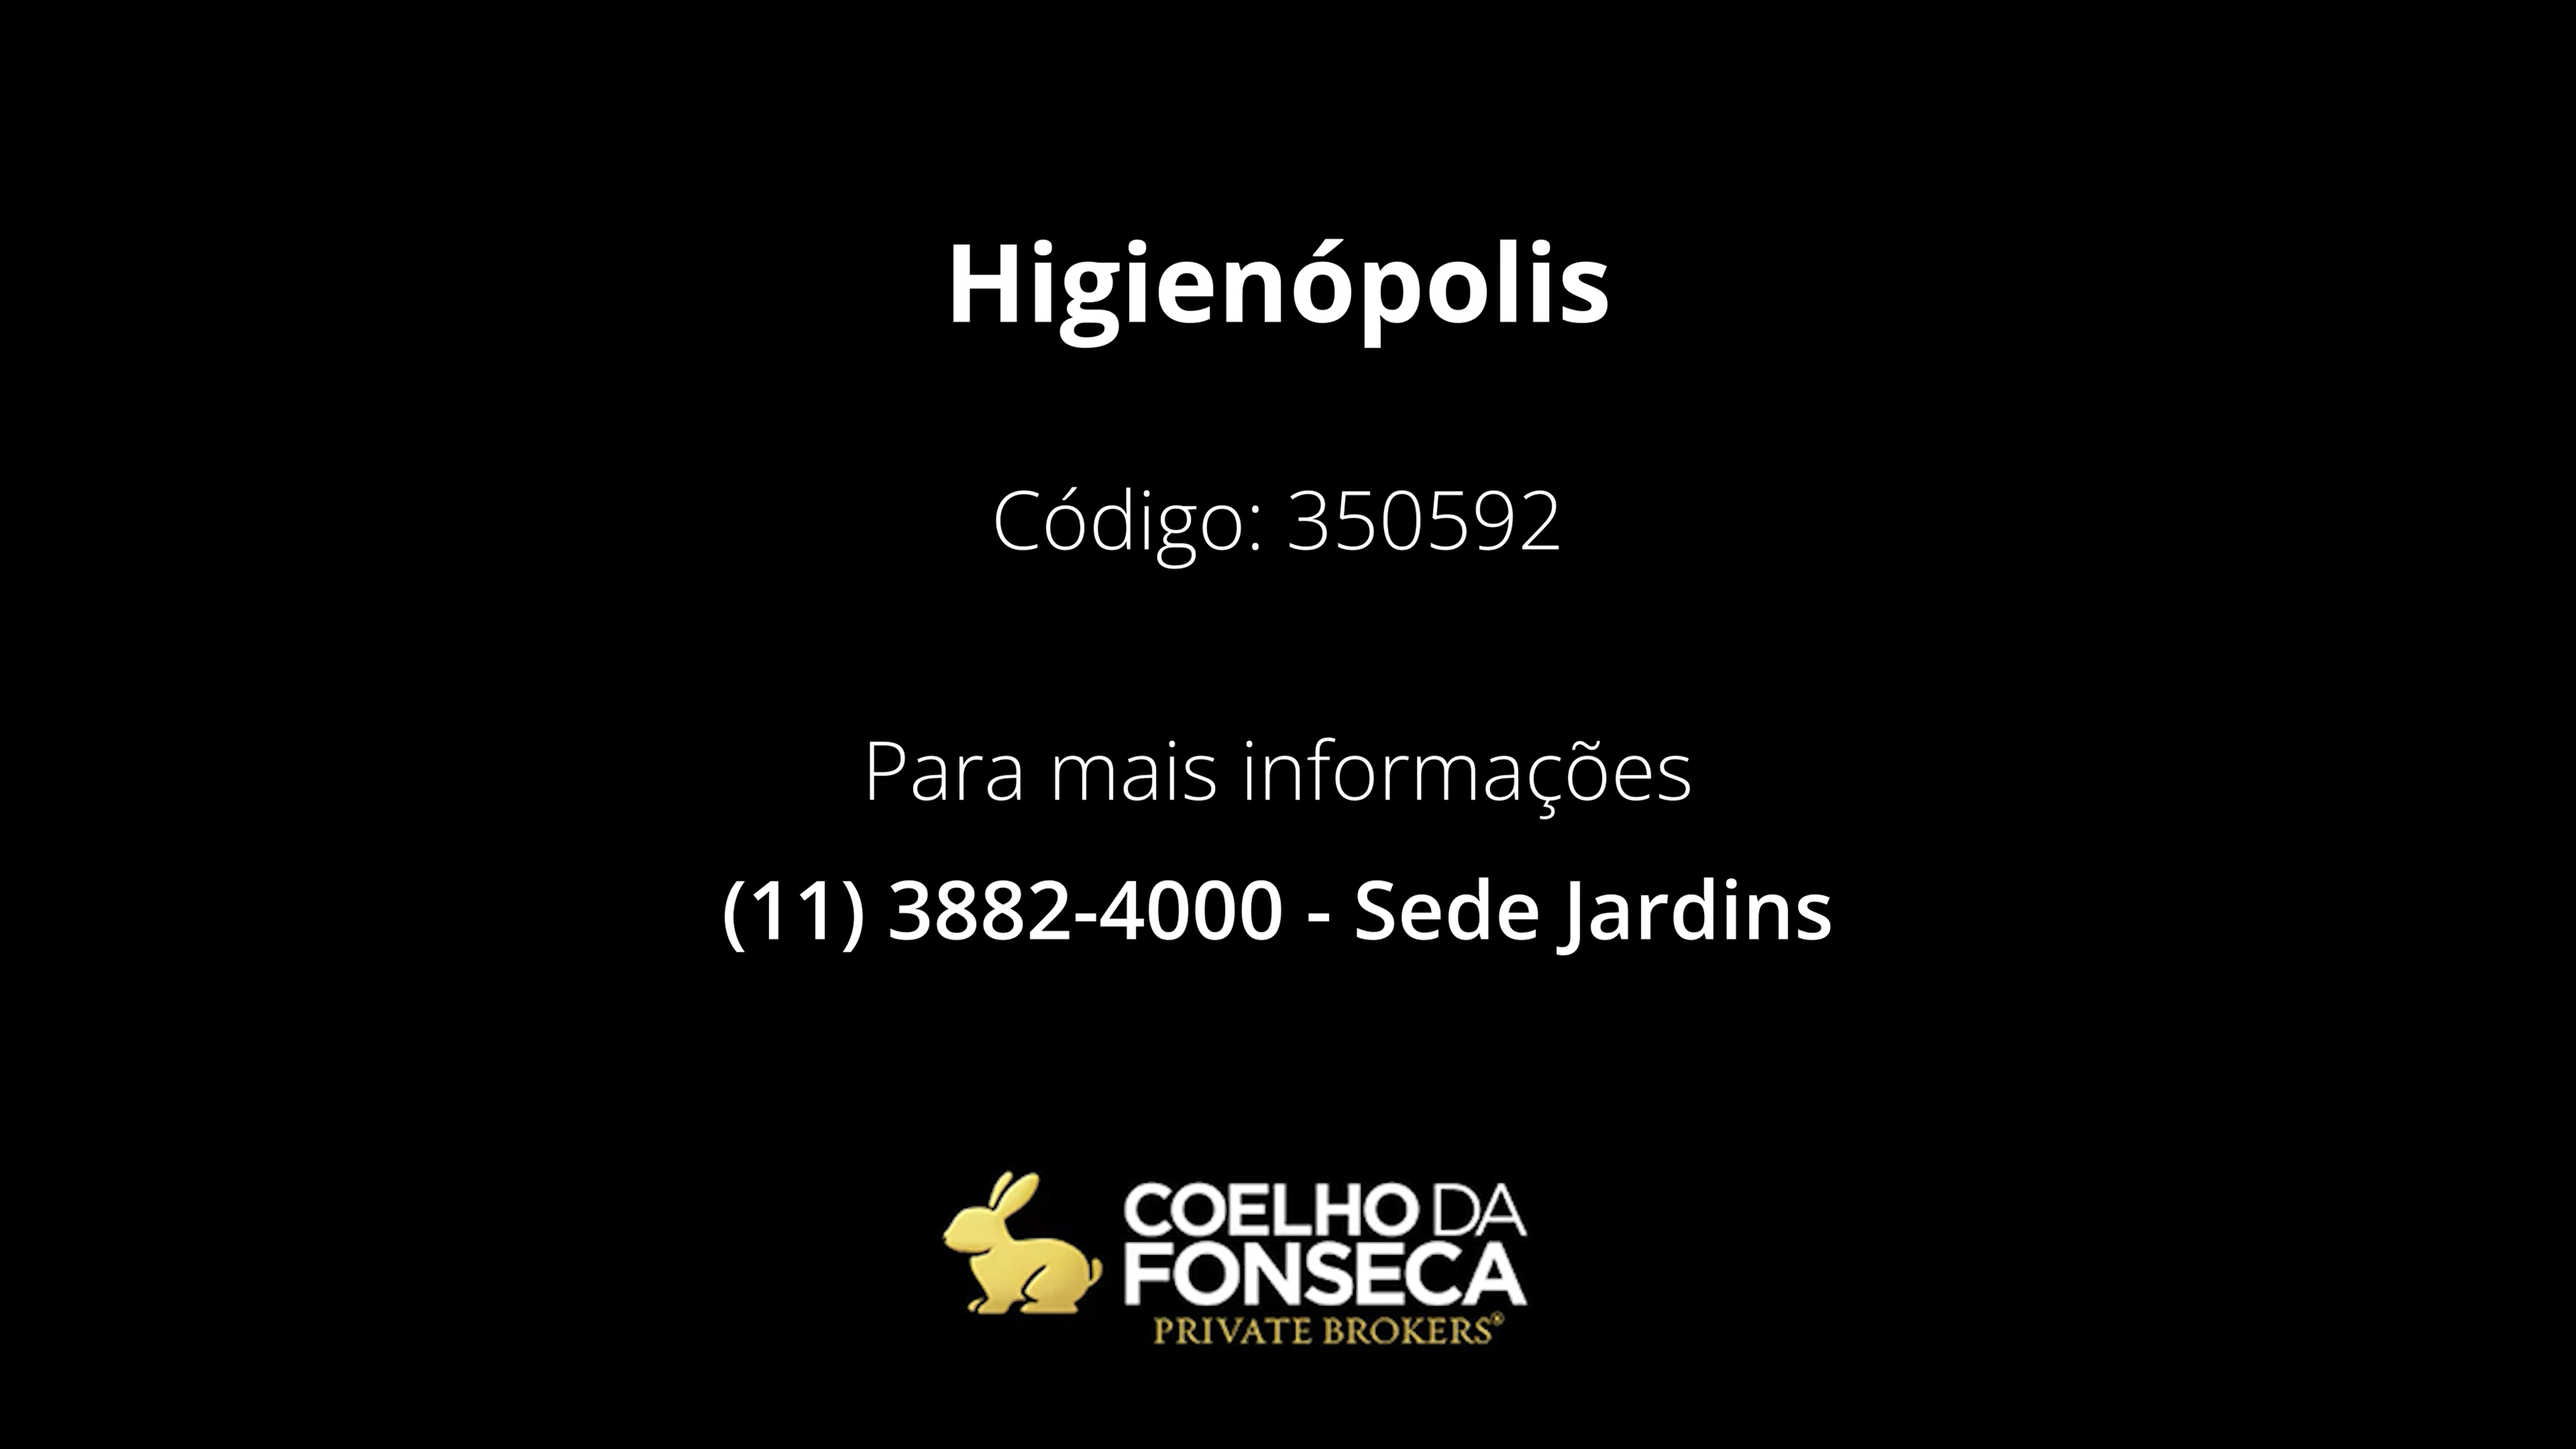 Higienópolis
Código: 350592
Para mais informações
(11) 3882-4000 - Sede Jardins
COELHO DA
FONSECA
PRIVATE BROKERS®